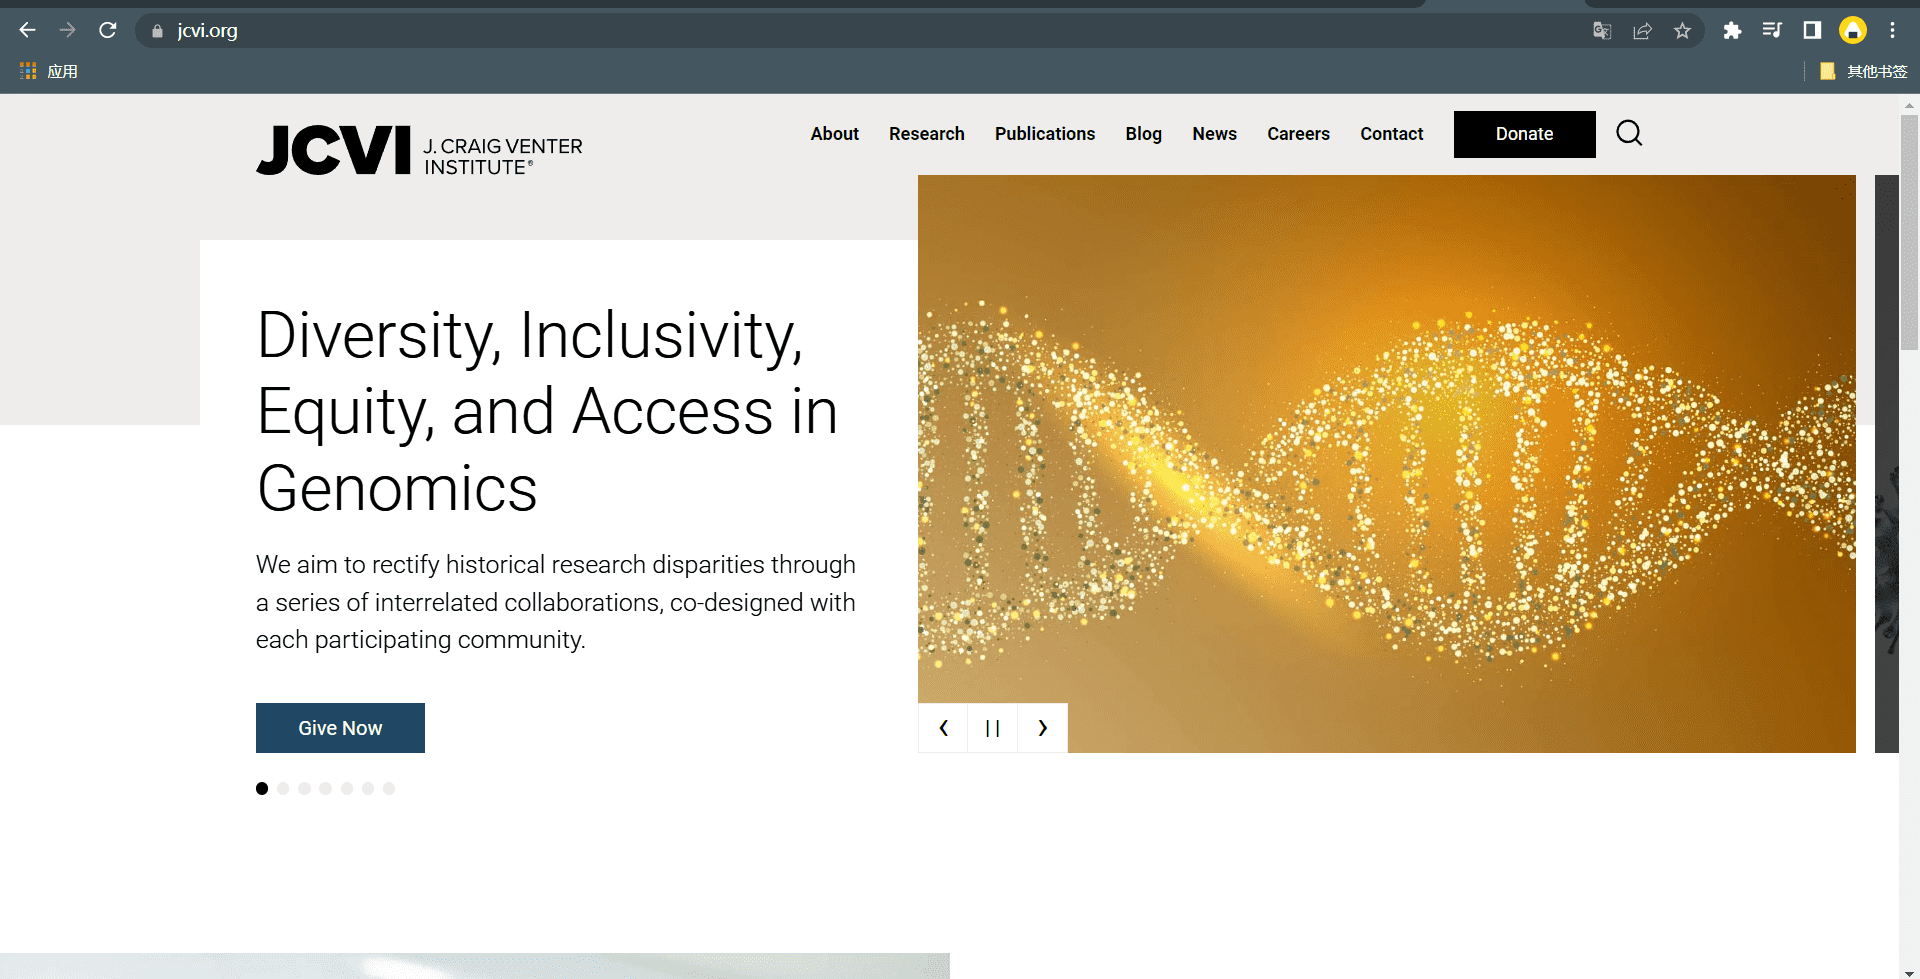 jcvi.org
应用
其他书签
JCVI J. CRAIG VENTER
INSTITUTE®
About Research Publications Blog News Careers Contact Donate
Diversity, Inclusivity,
Equity, and Access in
Genomics
We aim to rectify historical research disparities through
a series of interrelated collaborations, co-designed with
each participating community.
Give Now